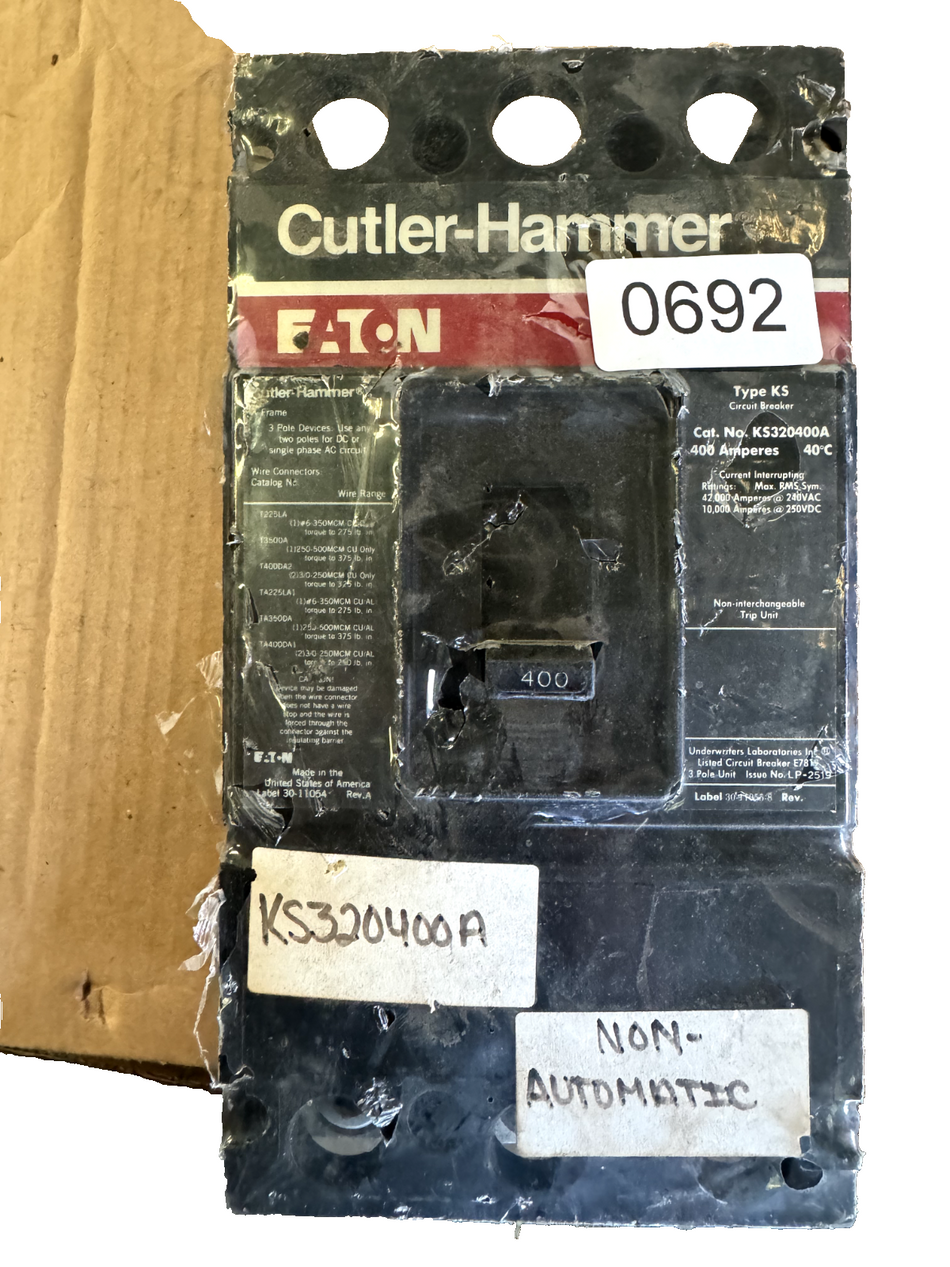 Cutler-Hammer
0692
EATON
Cutler-Hammer®
Frame
3 Pole Devices: Use any
two poles for DC or
single phase AC circuit
Wire Connectors
Catalog No.
Wire Range
T225LA
(1)#6-350MCM CU
torque to 275 lb. in.
T350DA
(1)250-500MCM CU Only
torque to 375 lb. in.
T400DA2
(2)3/0-250MCM CU Only
torque to 325 lb. in.
TA225LA1
(1)#6-350MCM CU/AL
torque to 275 lb. in.
TA350DA
(1)250-500MCM CU/AL
torque to 375 lb. in.
TA400DA1
(2)3/0-250MCM CU/AL
torque to 250 lb. in.
Device may be damaged
when the wire connector
does not have a wire
stop and the wire is
forced through the
connector against the
insulating barrier.
EATON
Made in the
United States of America
Label 30-11054 Rev.A
400
Type KS
Circuit Breaker
Cat. No. KS320400A
400 Amperes 40°C
Current Interrupting
Ratings: Max. RMS Sym.
42,000 Amperes @ 240VAC
10,000 Amperes @ 250VDC
Non-interchangeable
Trip Unit
Underwriters Laboratories Inc.®
Listed Circuit Breaker
3 Pole Unit Issue No. LP-2519
Label Rev.
KS320400A
NON-
AUTOMATIC